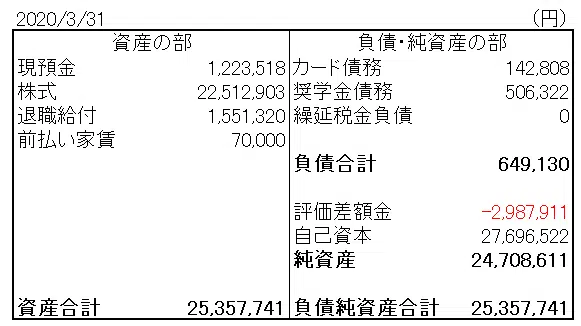 2020/3/31 (円)
資産の部 負債・純資産の部
現預金 1,223,518 カード債務 142,808
株式 22,512,903 奨学金債務 506,322
退職給付 1,551,320 繰延税金負債 0
前払い家賃 70,000
負債合計 649,130
評価差額金 -2,987,911
自己資本 27,696,522
純資産 24,708,611
資産合計 25,357,741 負債純資産合計 25,357,741